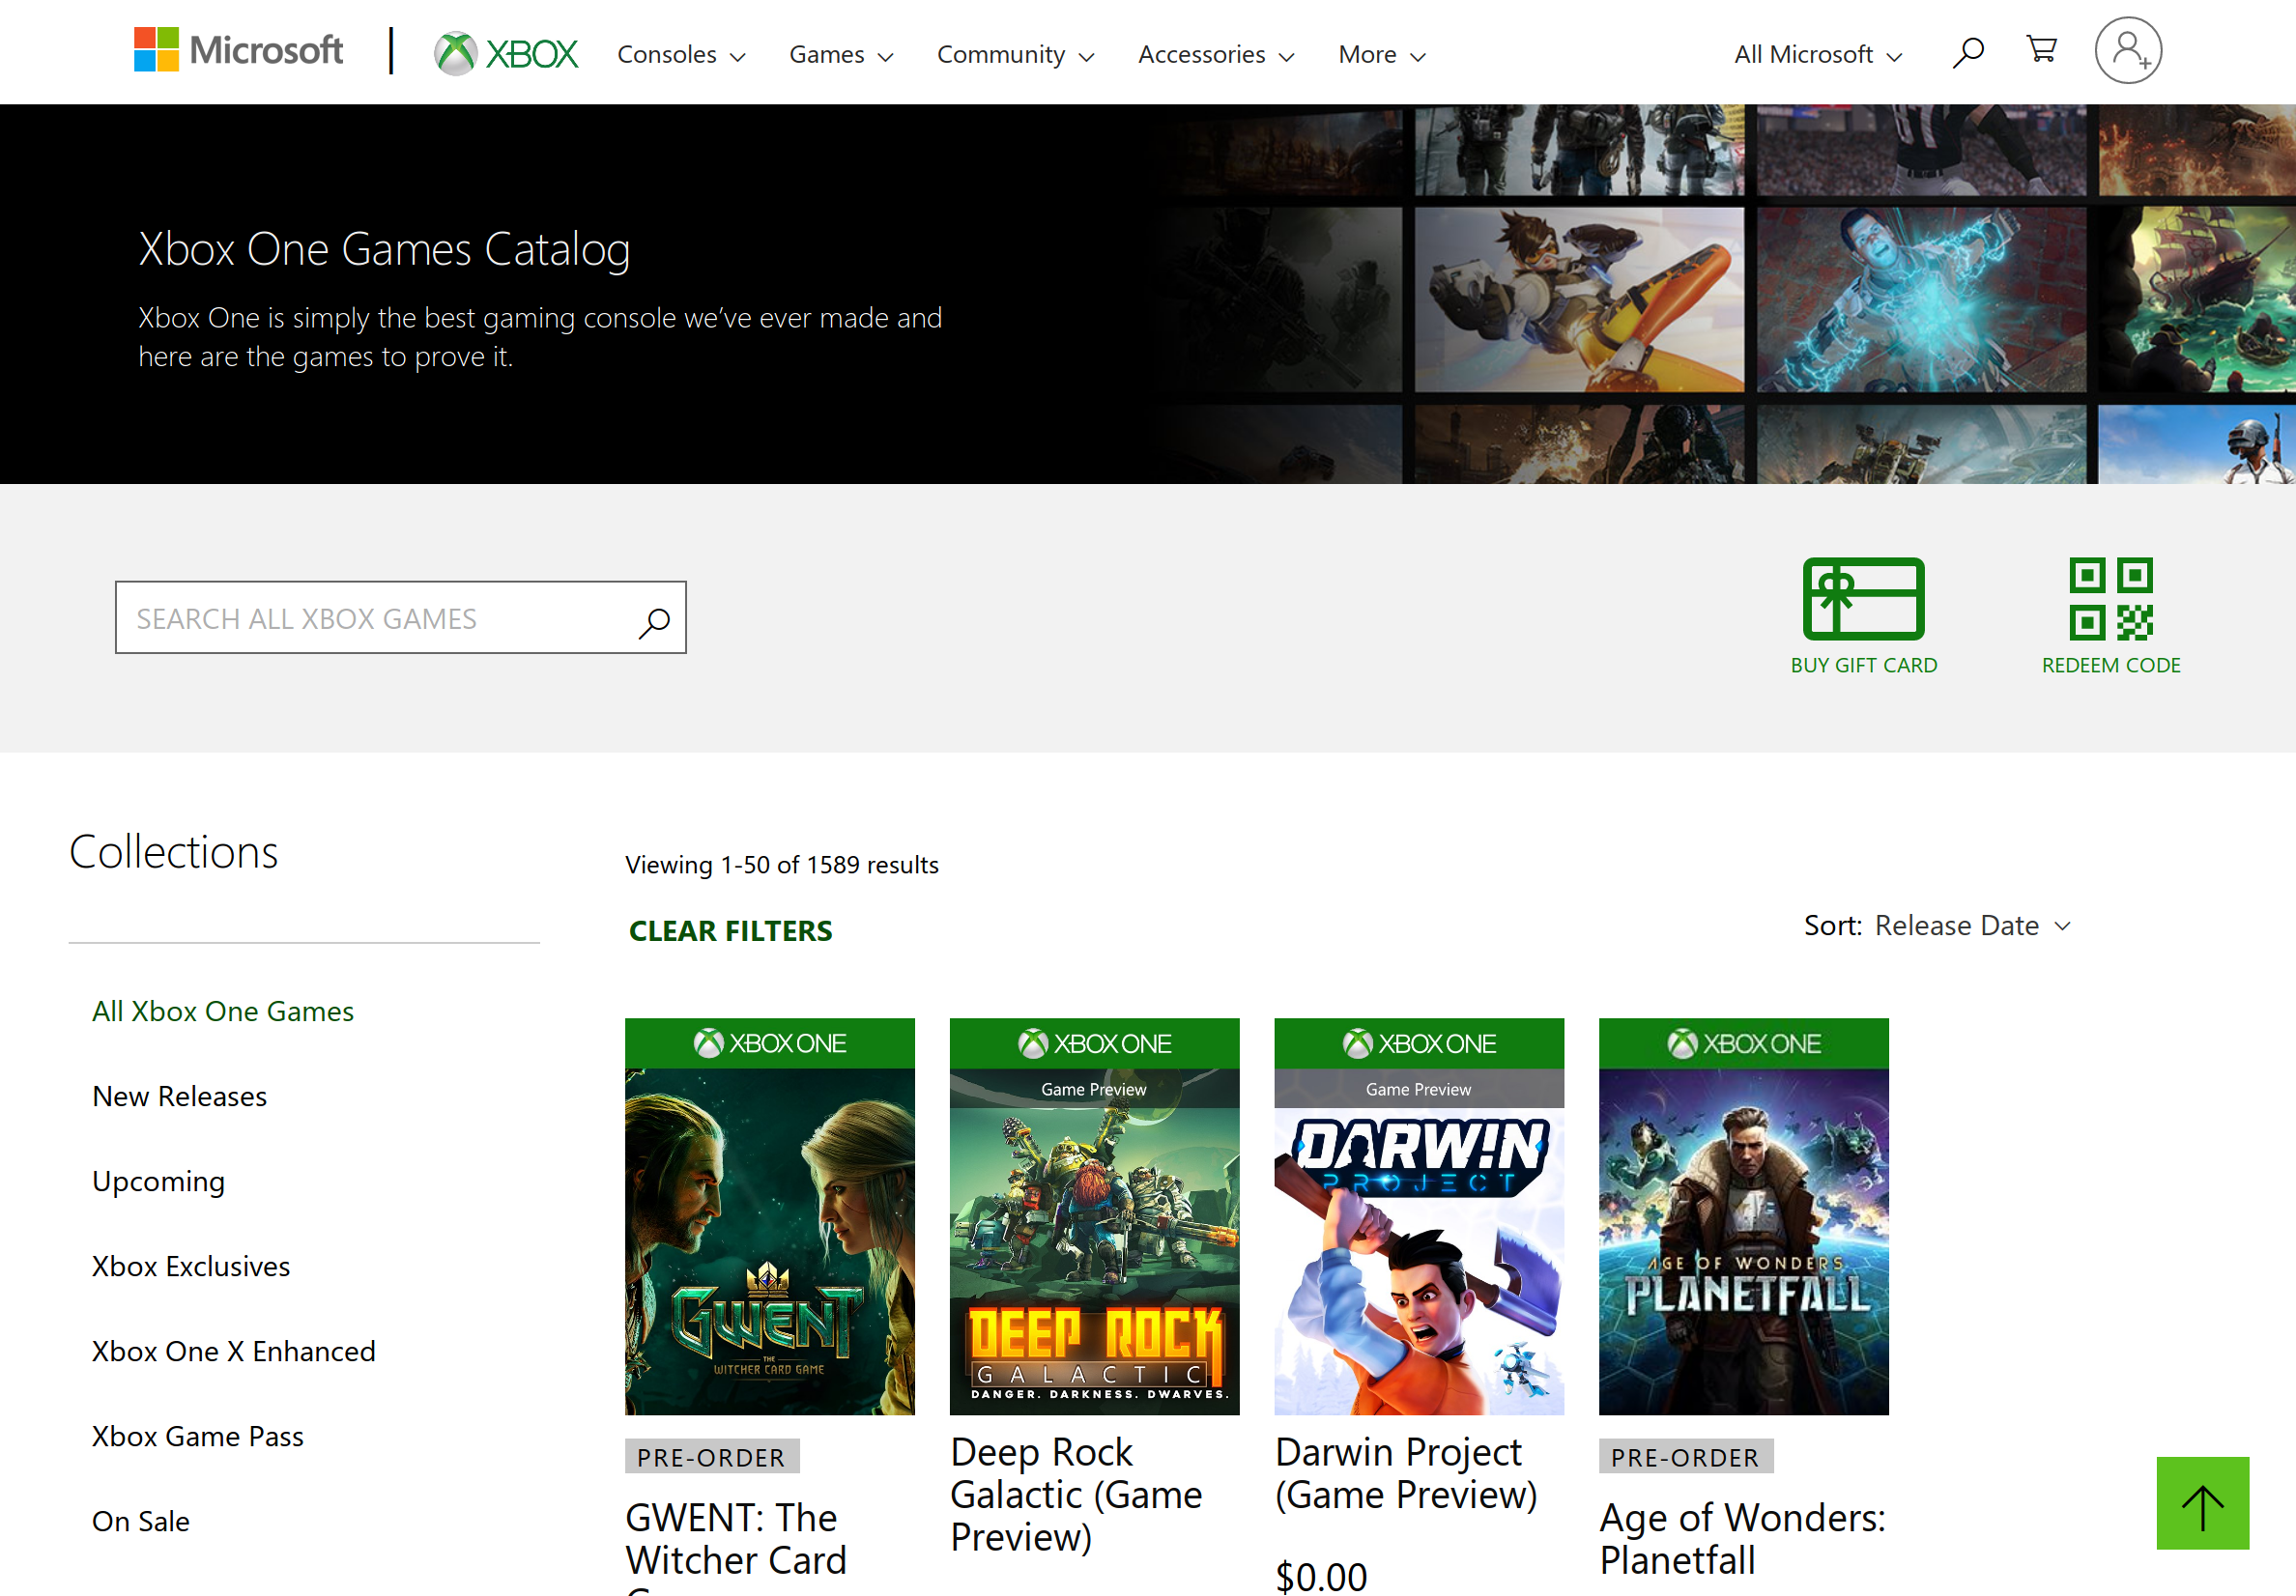 Microsoft
XBOX
Consoles
Games
Community
Accessories
More
All Microsoft
Xbox One Games Catalog
Xbox One is simply the best gaming console we’ve ever made and
here are the games to prove it.
SEARCH ALL XBOX GAMES
BUY GIFT CARD
REDEEM CODE
Collections
All Xbox One Games
New Releases
Upcoming
Xbox Exclusives
Xbox One X Enhanced
Xbox Game Pass
On Sale
Viewing 1-50 of 1589 results
CLEAR FILTERS
Sort: Release Date
XBOX ONE
GWENT
THE
WITCHER CARD GAME
PRE-ORDER
GWENT: The
Witcher Card
XBOX ONE
Game Preview
DEEP ROCK
GALACTIC
DANGER. DARKNESS. DWARVES.
Deep Rock
Galactic (Game
Preview)
XBOX ONE
Game Preview
DARW!N
PROJECT
Darwin Project
(Game Preview)
$0.00
XBOX ONE
AGE OF WONDERS
PLANETFALL
PRE-ORDER
Age of Wonders:
Planetfall